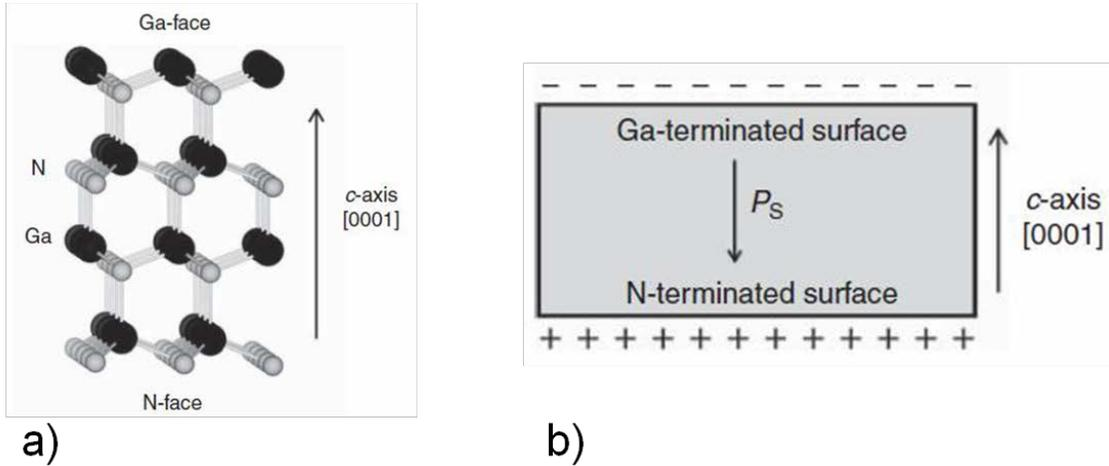 Ga-face
N
Ga
c-axis
[0001]
N-face
a)
− − − − − − − − − − − −
Ga-terminated surface
P_S
N-terminated surface
+ + + + + + + + + + + +
c-axis
[0001]
b)